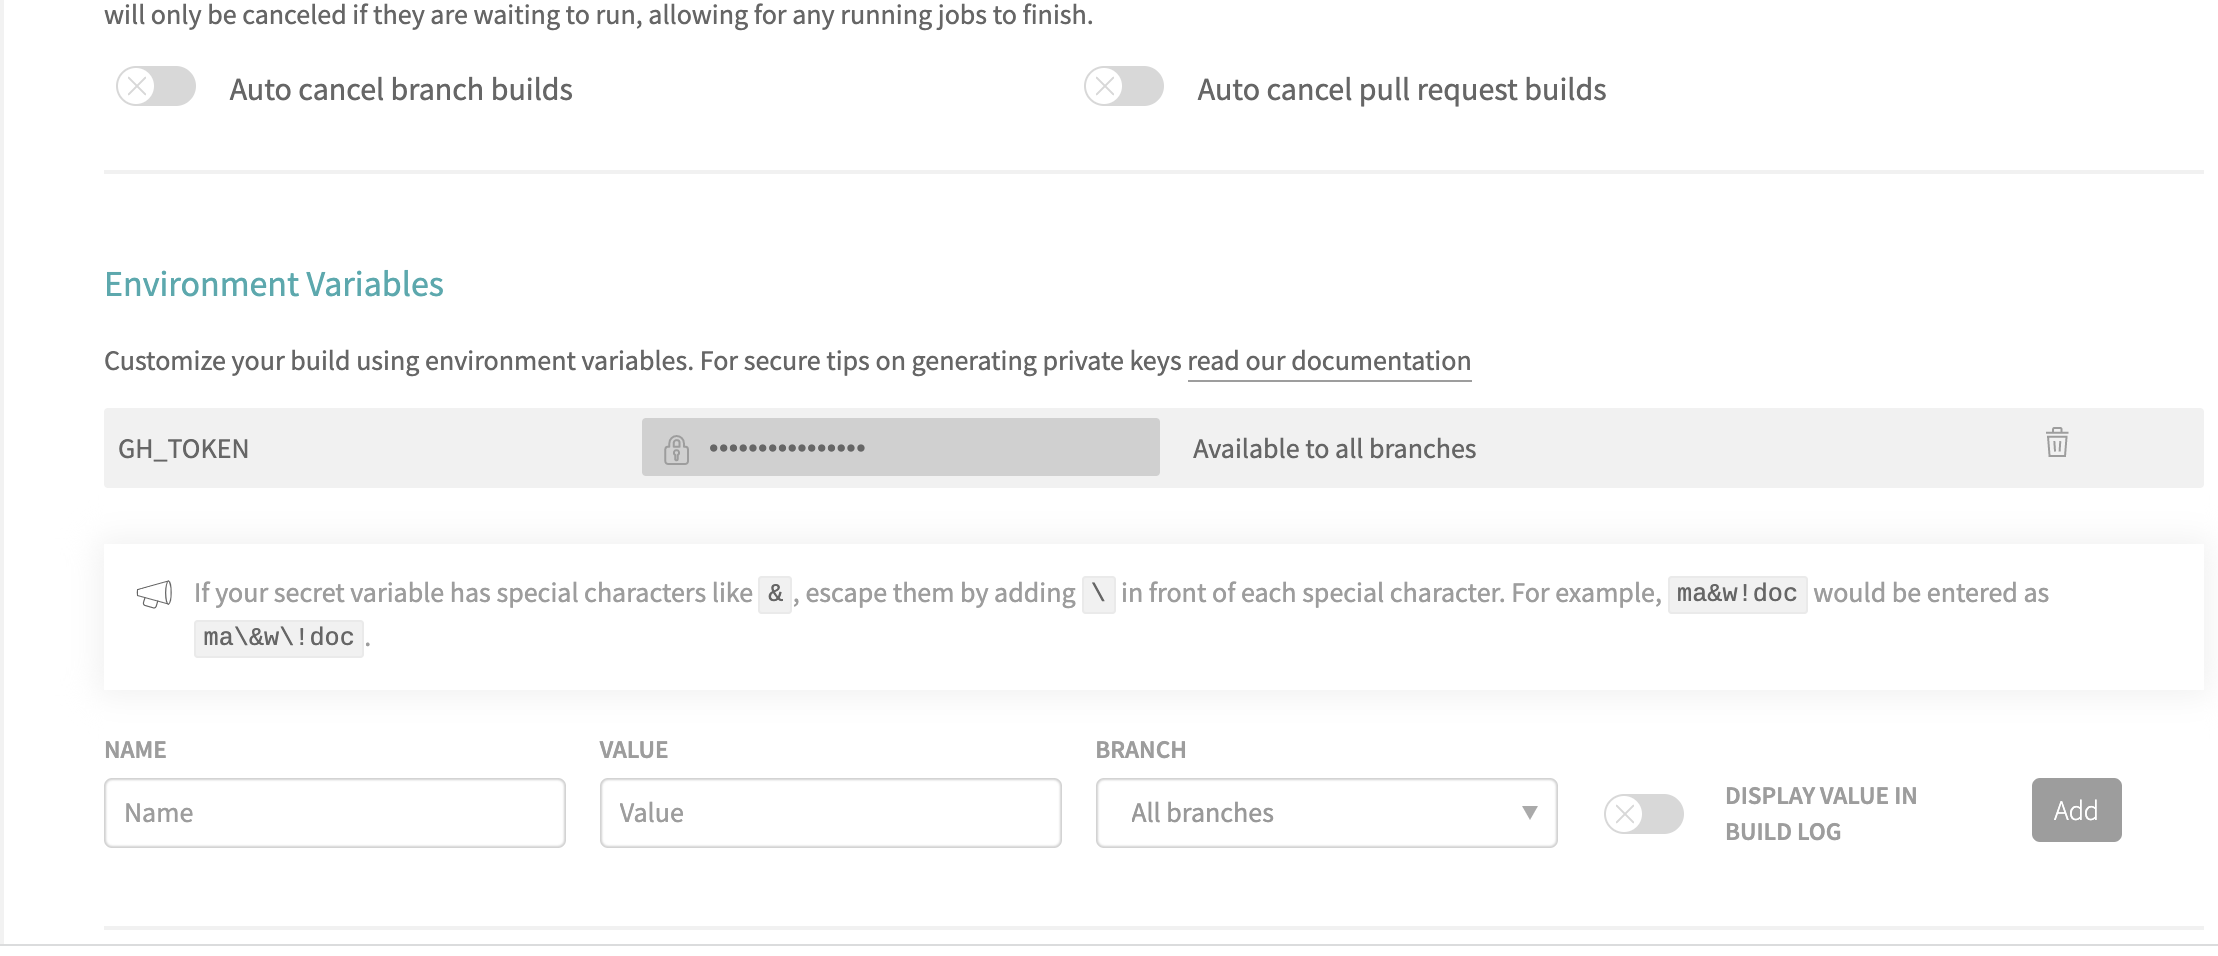 will only be canceled if they are waiting to run, allowing for any running jobs to finish.
Auto cancel branch builds
Auto cancel pull request builds
Environment Variables
Customize your build using environment variables. For secure tips on generating private keys read our documentation
GH_TOKEN •••••••••••••••• Available to all branches
If your secret variable has special characters like &, escape them by adding \ in front of each special character. For example, ma&w!doc would be entered as
ma\&w\!doc.
NAME VALUE BRANCH
Name Value All branches
DISPLAY VALUE IN
BUILD LOG
Add